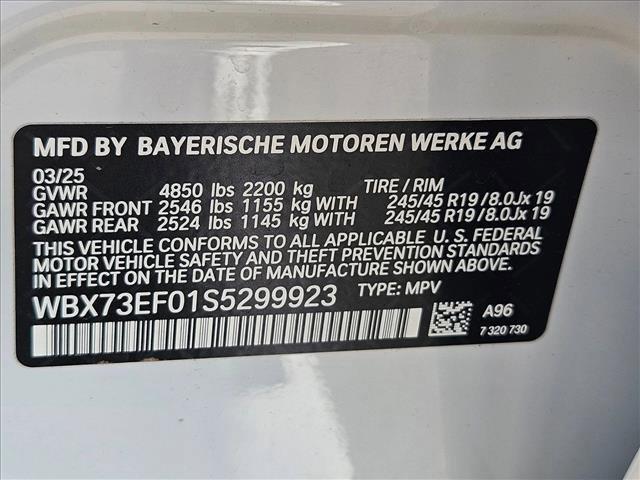 MFD BY BAYERISCHE MOTOREN WERKE AG
03/25
GVWR 4850 lbs 2200 kg TIRE / RIM
GAWR FRONT 2546 lbs 1155 kg WITH 245/45 R19/8.0Jx 19
GAWR REAR 2524 lbs 1145 kg WITH 245/45 R19/8.0Jx 19
THIS VEHICLE CONFORMS TO ALL APPLICABLE U. S. FEDERAL
MOTOR VEHICLE SAFETY AND THEFT PREVENTION STANDARDS
IN EFFECT ON THE DATE OF MANUFACTURE SHOWN ABOVE.
WBX73EF01S5299923 TYPE: MPV
A96
7 320 730